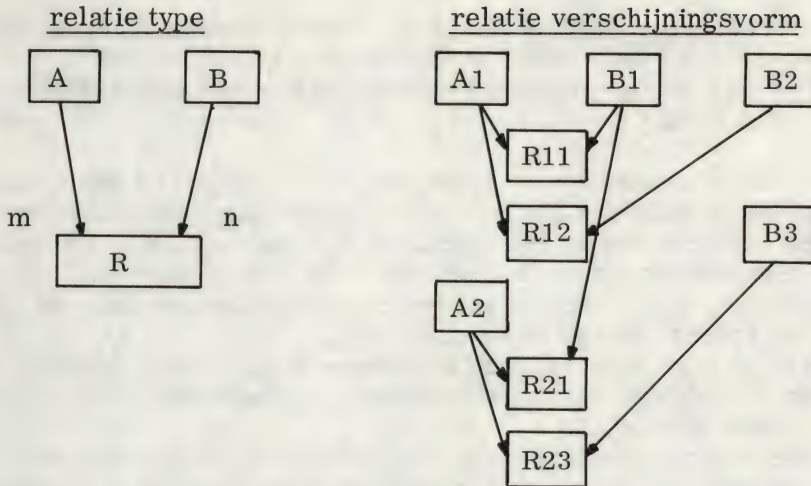 relatie type
relatie verschijningsvorm
A B
A1 B1 B2
R11
m n
R12
B3
R
A2
R21
R23